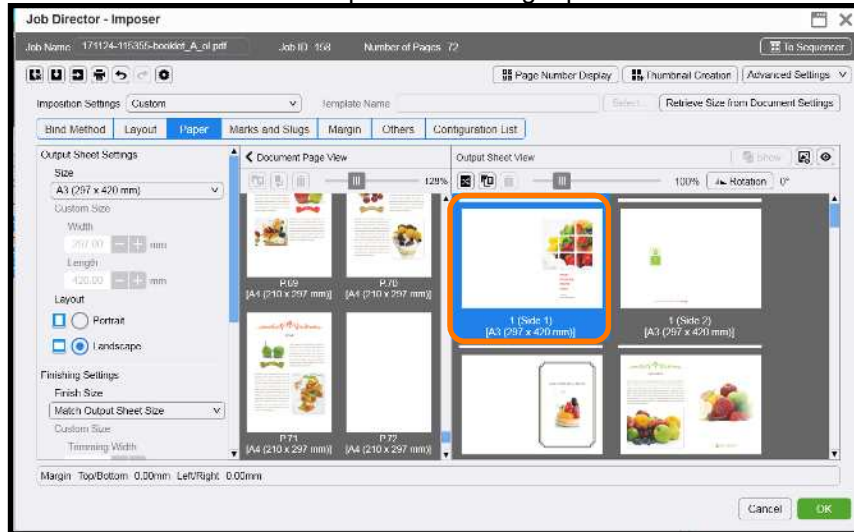 Job Director - Imposer
Job Name 171124-115355-booklet_A_ol.pdf Job ID 158 Number of Pages 72 To Sequencer
Page Number Display Thumbnail Creation Advanced Settings
Imposition Settings Custom Template Name Select... Retrieve Size from Document Settings
Bind Method Layout Paper Marks and Slugs Margin Others Configuration List
Output Sheet Settings
Size
A3 (297 x 420 mm)
Custom Size
Width
297.00 mm
Length
420.00 mm
Layout
Portrait
Landscape
Finishing Settings
Finish Size
Match Output Sheet Size
Custom Size
Trimming Width
Document Page View
128%
P.69
[A4 (210 x 297 mm)]
P.70
[A4 (210 x 297 mm)]
P.71
[A4 (210 x 297 mm)]
P.72
[A4 (210 x 297 mm)]
Output Sheet View Show
100% Rotation 0°
1 (Side 1)
[A3 (297 x 420 mm)]
1 (Side 2)
[A3 (297 x 420 mm)]
Margin Top/Bottom 0.00mm Left/Right 0.00mm
Cancel OK